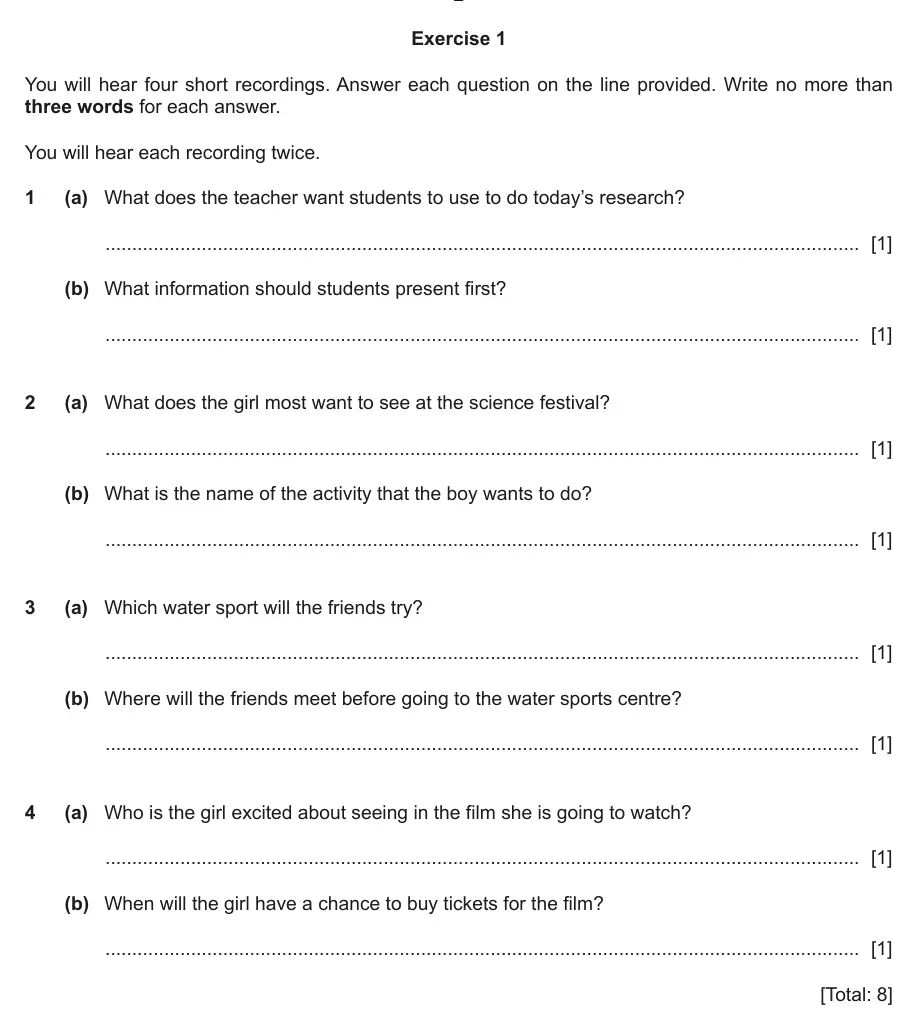 Exercise 1
You will hear four short recordings. Answer each question on the line provided. Write no more than
three words for each answer.
You will hear each recording twice.
1 (a) What does the teacher want students to use to do today's research?
.............................................................................................................................................. [1]
(b) What information should students present first?
.............................................................................................................................................. [1]
2 (a) What does the girl most want to see at the science festival?
.............................................................................................................................................. [1]
(b) What is the name of the activity that the boy wants to do?
.............................................................................................................................................. [1]
3 (a) Which water sport will the friends try?
.............................................................................................................................................. [1]
(b) Where will the friends meet before going to the water sports centre?
.............................................................................................................................................. [1]
4 (a) Who is the girl excited about seeing in the film she is going to watch?
.............................................................................................................................................. [1]
(b) When will the girl have a chance to buy tickets for the film?
.............................................................................................................................................. [1]
[Total: 8]